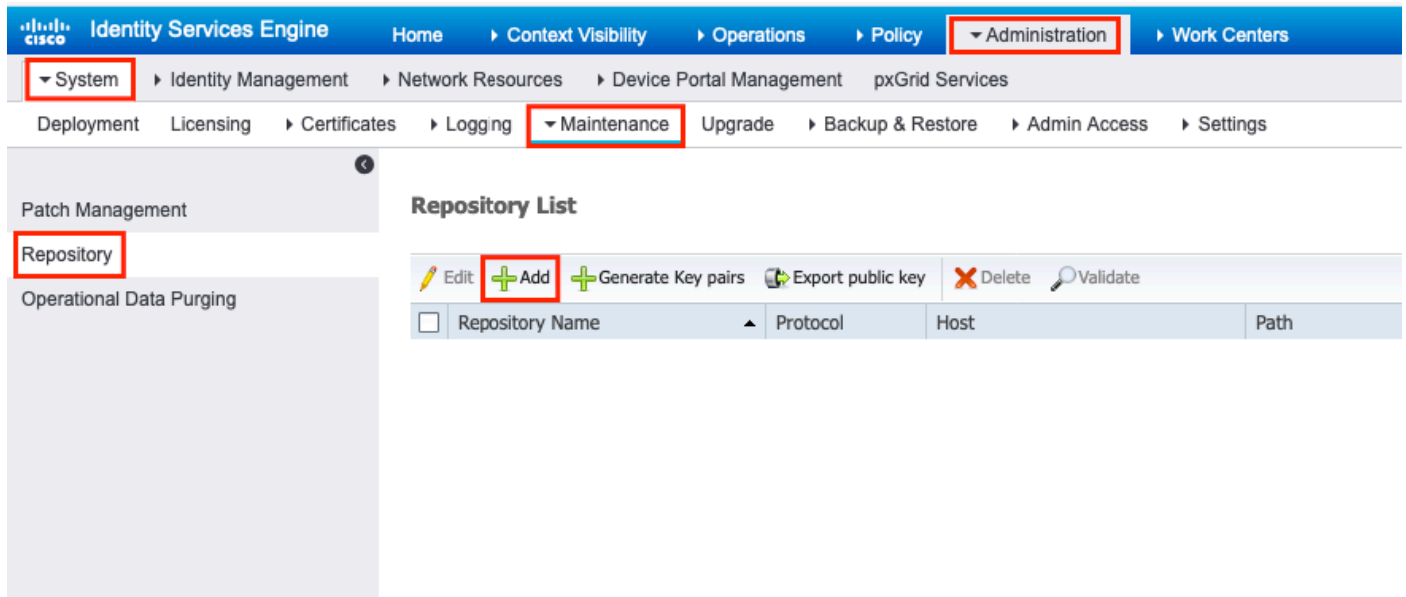 cisco Identity Services Engine Home Context Visibility Operations Policy Administration Work Centers
System Identity Management Network Resources Device Portal Management pxGrid Services
Deployment Licensing Certificates Logging Maintenance Upgrade Backup & Restore Admin Access Settings
Patch Management
Repository
Operational Data Purging
Repository List
Edit Add Generate Key pairs Export public key Delete Validate
Repository Name Protocol Host Path